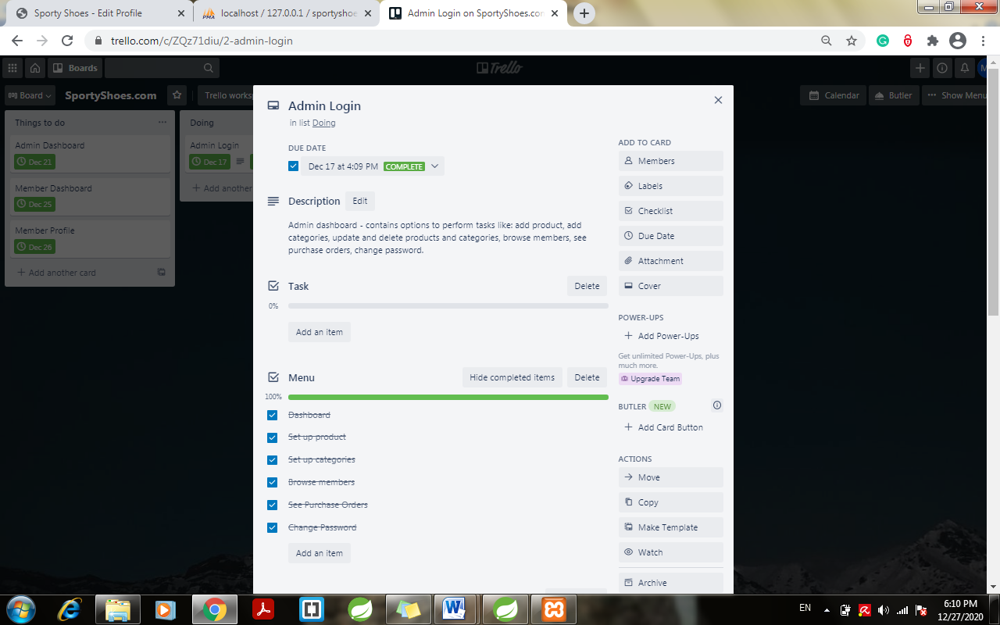 Sporty Shoes - Edit Profile
localhost / 127.0.0.1 / sportyshoe
Admin Login on SportyShoes.com
trello.com/c/ZQz71diu/2-admin-login
Boards
Trello
Board
SportyShoes.com
Trello works
Calendar
Butler
Show Menu
Things to do
Admin Dashboard
Dec 21
Member Dashboard
Dec 25
Member Profile
Dec 26
Add another card
Doing
Admin Login
Dec 17
Add another
Admin Login
in list Doing
DUE DATE
Dec 17 at 4:09 PM COMPLETE
Description Edit
Admin dashboard - contains options to perform tasks like: add product, add
categories, update and delete products and categories, browse members, see
purchase orders, change password.
Task Delete
0%
Add an item
Menu Hide completed items Delete
100%
Dashboard
Set up product
Set up categories
Browse members
See Purchase Orders
Change Password
Add an item
ADD TO CARD
Members
Labels
Checklist
Due Date
Attachment
Cover
POWER-UPS
Add Power-Ups
Get unlimited Power-Ups, plus
much more.
Upgrade Team
BUTLER NEW
Add Card Button
ACTIONS
Move
Copy
Make Template
Watch
Archive
EN
6:10 PM
12/27/2020